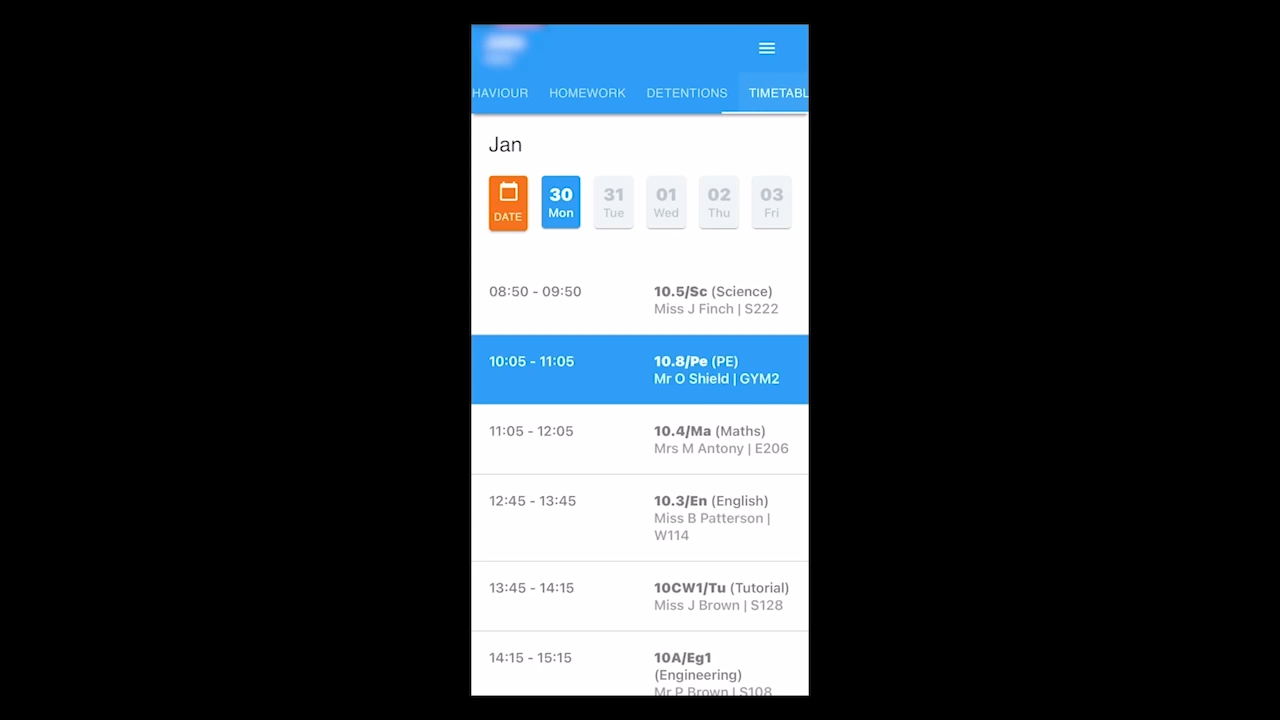 HAVIOUR HOMEWORK DETENTIONS TIMETABL
Jan
DATE
30 Mon
31 Tue
01 Wed
02 Thu
03 Fri
08:50 - 09:50
10.5/Sc (Science)
Miss J Finch | S222
10:05 - 11:05
10.8/Pe (PE)
Mr O Shield | GYM2
11:05 - 12:05
10.4/Ma (Maths)
Mrs M Antony | E206
12:45 - 13:45
10.3/En (English)
Miss B Patterson |
W114
13:45 - 14:15
10CW1/Tu (Tutorial)
Miss J Brown | S128
14:15 - 15:15
10A/Eg1
(Engineering)
Mr P Brown | S108